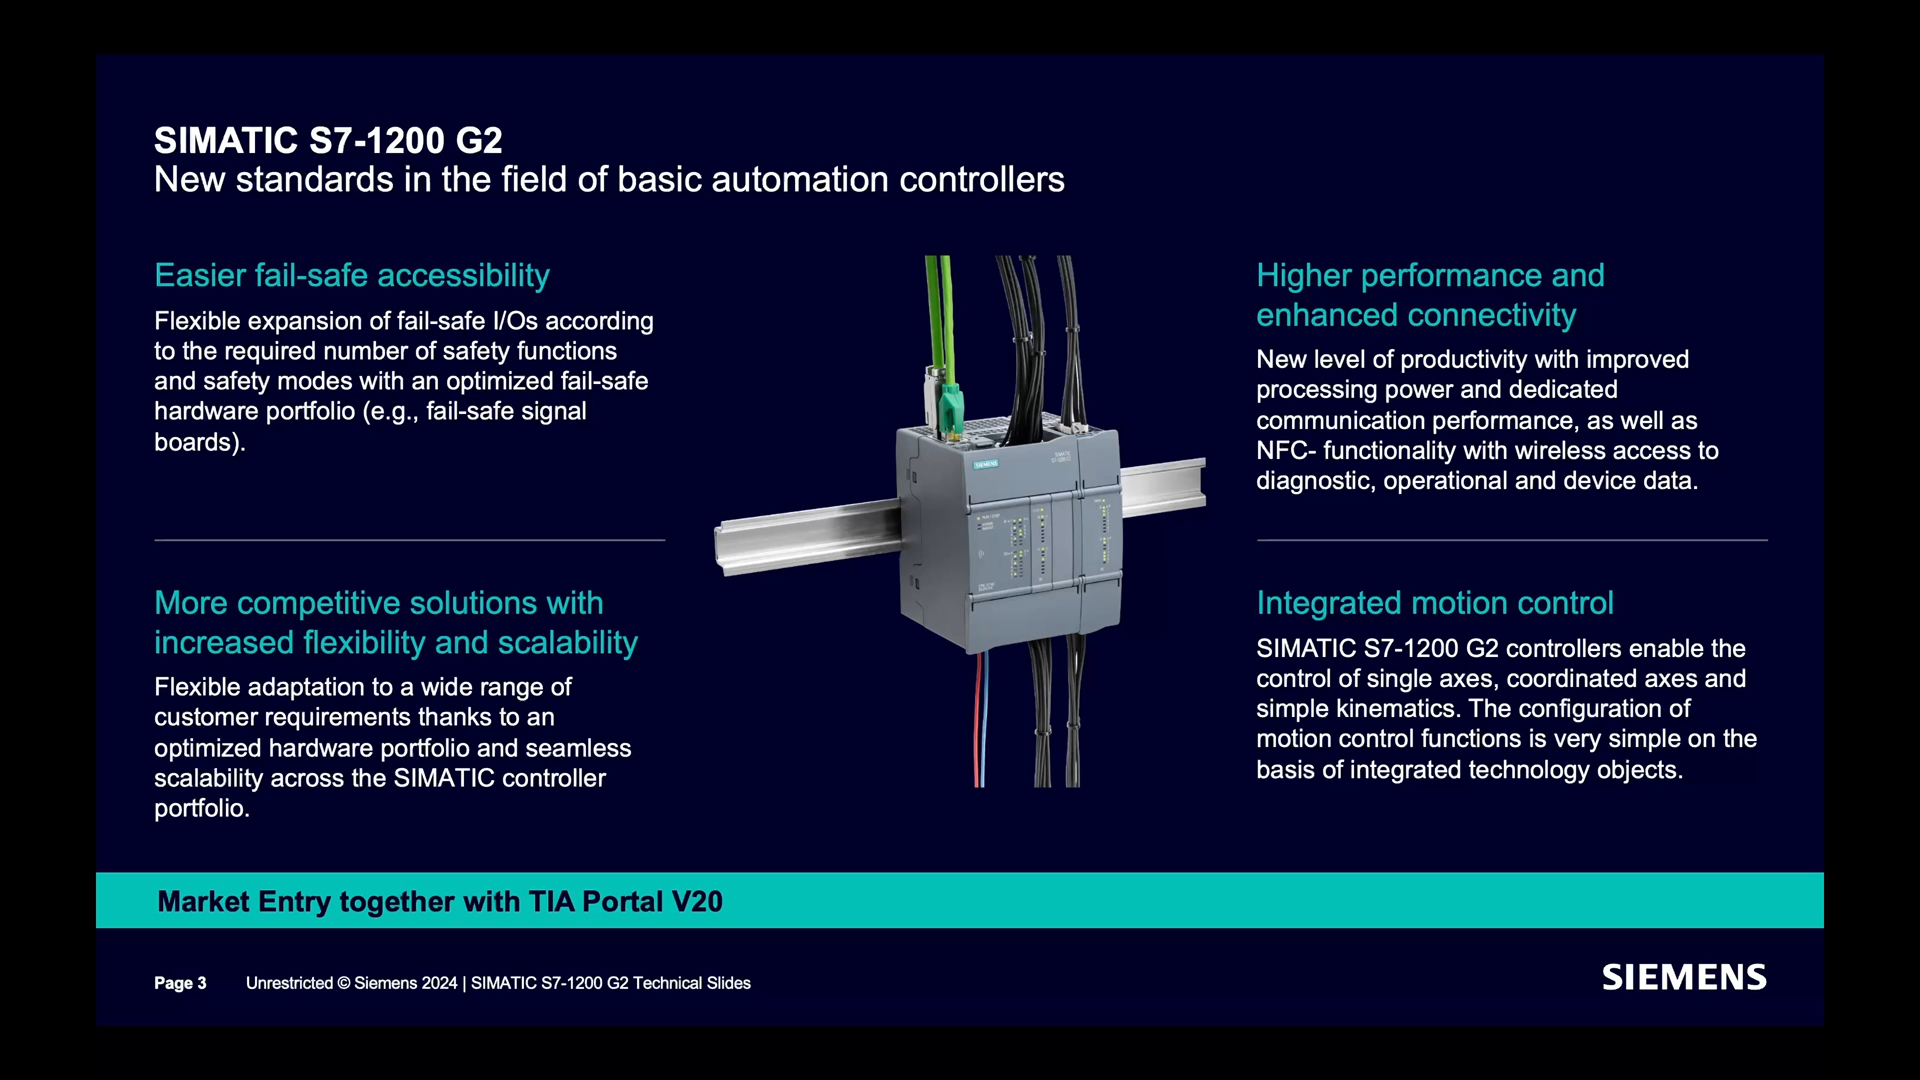 SIMATIC S7-1200 G2
New standards in the field of basic automation controllers
Easier fail-safe accessibility
Flexible expansion of fail-safe I/Os according
to the required number of safety functions
and safety modes with an optimized fail-safe
hardware portfolio (e.g., fail-safe signal
boards).
More competitive solutions with
increased flexibility and scalability
Flexible adaptation to a wide range of
customer requirements thanks to an
optimized hardware portfolio and seamless
scalability across the SIMATIC controller
portfolio.
SIEMENS
Higher performance and
enhanced connectivity
New level of productivity with improved
processing power and dedicated
communication performance, as well as
NFC- functionality with wireless access to
diagnostic, operational and device data.
Integrated motion control
SIMATIC S7-1200 G2 controllers enable the
control of single axes, coordinated axes and
simple kinematics. The configuration of
motion control functions is very simple on the
basis of integrated technology objects.
Market Entry together with TIA Portal V20
Page 3 Unrestricted © Siemens 2024 | SIMATIC S7-1200 G2 Technical Slides
SIEMENS